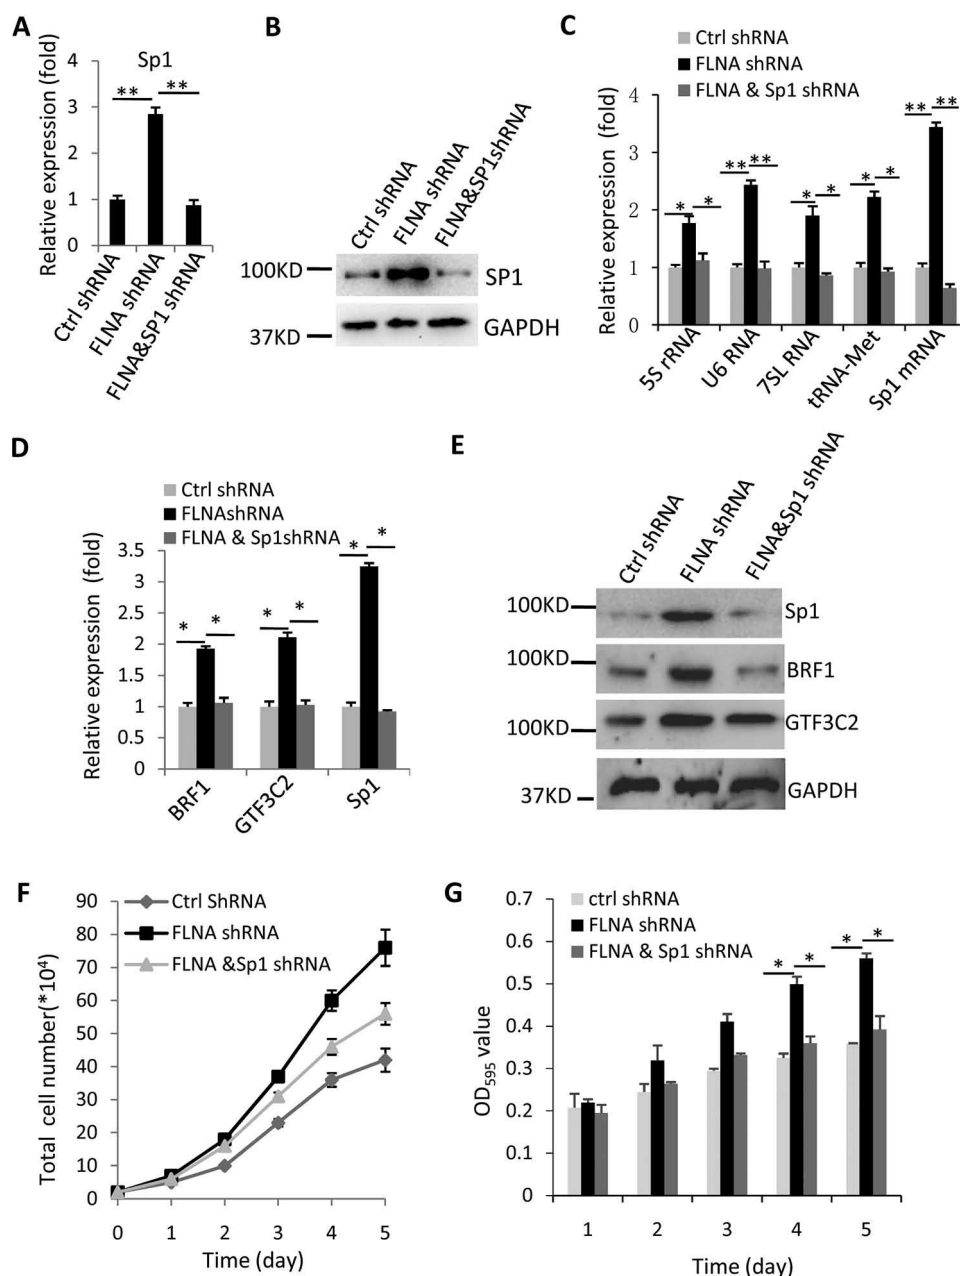 A
Sp1
Relative expression (fold)
4
3
2
1
0
**
**
Ctrl shRNA
FLNA shRNA
FLNA&SP1 shRNA
B
Ctrl shRNA
FLNA shRNA
FLNA&SP1shRNA
100KD
SP1
37KD
GAPDH
C
Ctrl shRNA
FLNA shRNA
FLNA & Sp1 shRNA
Relative expression (fold)
4
3
2
1
0
* *
** **
* *
* *
** **
5S rRNA
U6 RNA
7SL RNA
tRNA-Met
Sp1 mRNA
D
Ctrl shRNA
FLNAshRNA
FLNA & Sp1shRNA
Relative expression (fold)
3.5
3
2.5
2
1.5
1
0.5
0
* *
* *
* *
BRF1
GTF3C2
Sp1
E
Ctrl shRNA
FLNA shRNA
FLNA&Sp1 shRNA
100KD
Sp1
100KD
BRF1
100KD
GTF3C2
37KD
GAPDH
F
Ctrl ShRNA
FLNA shRNA
FLNA &Sp1 shRNA
Total cell number(*10⁴)
90
80
70
60
50
40
30
20
10
0
0 1 2 3 4 5
Time (day)
G
ctrl shRNA
FLNA shRNA
FLNA & Sp1 shRNA
OD₅₉₅ value
0.7
0.6
0.5
0.4
0.3
0.2
0.1
0
* *
* *
1 2 3 4 5
Time (day)